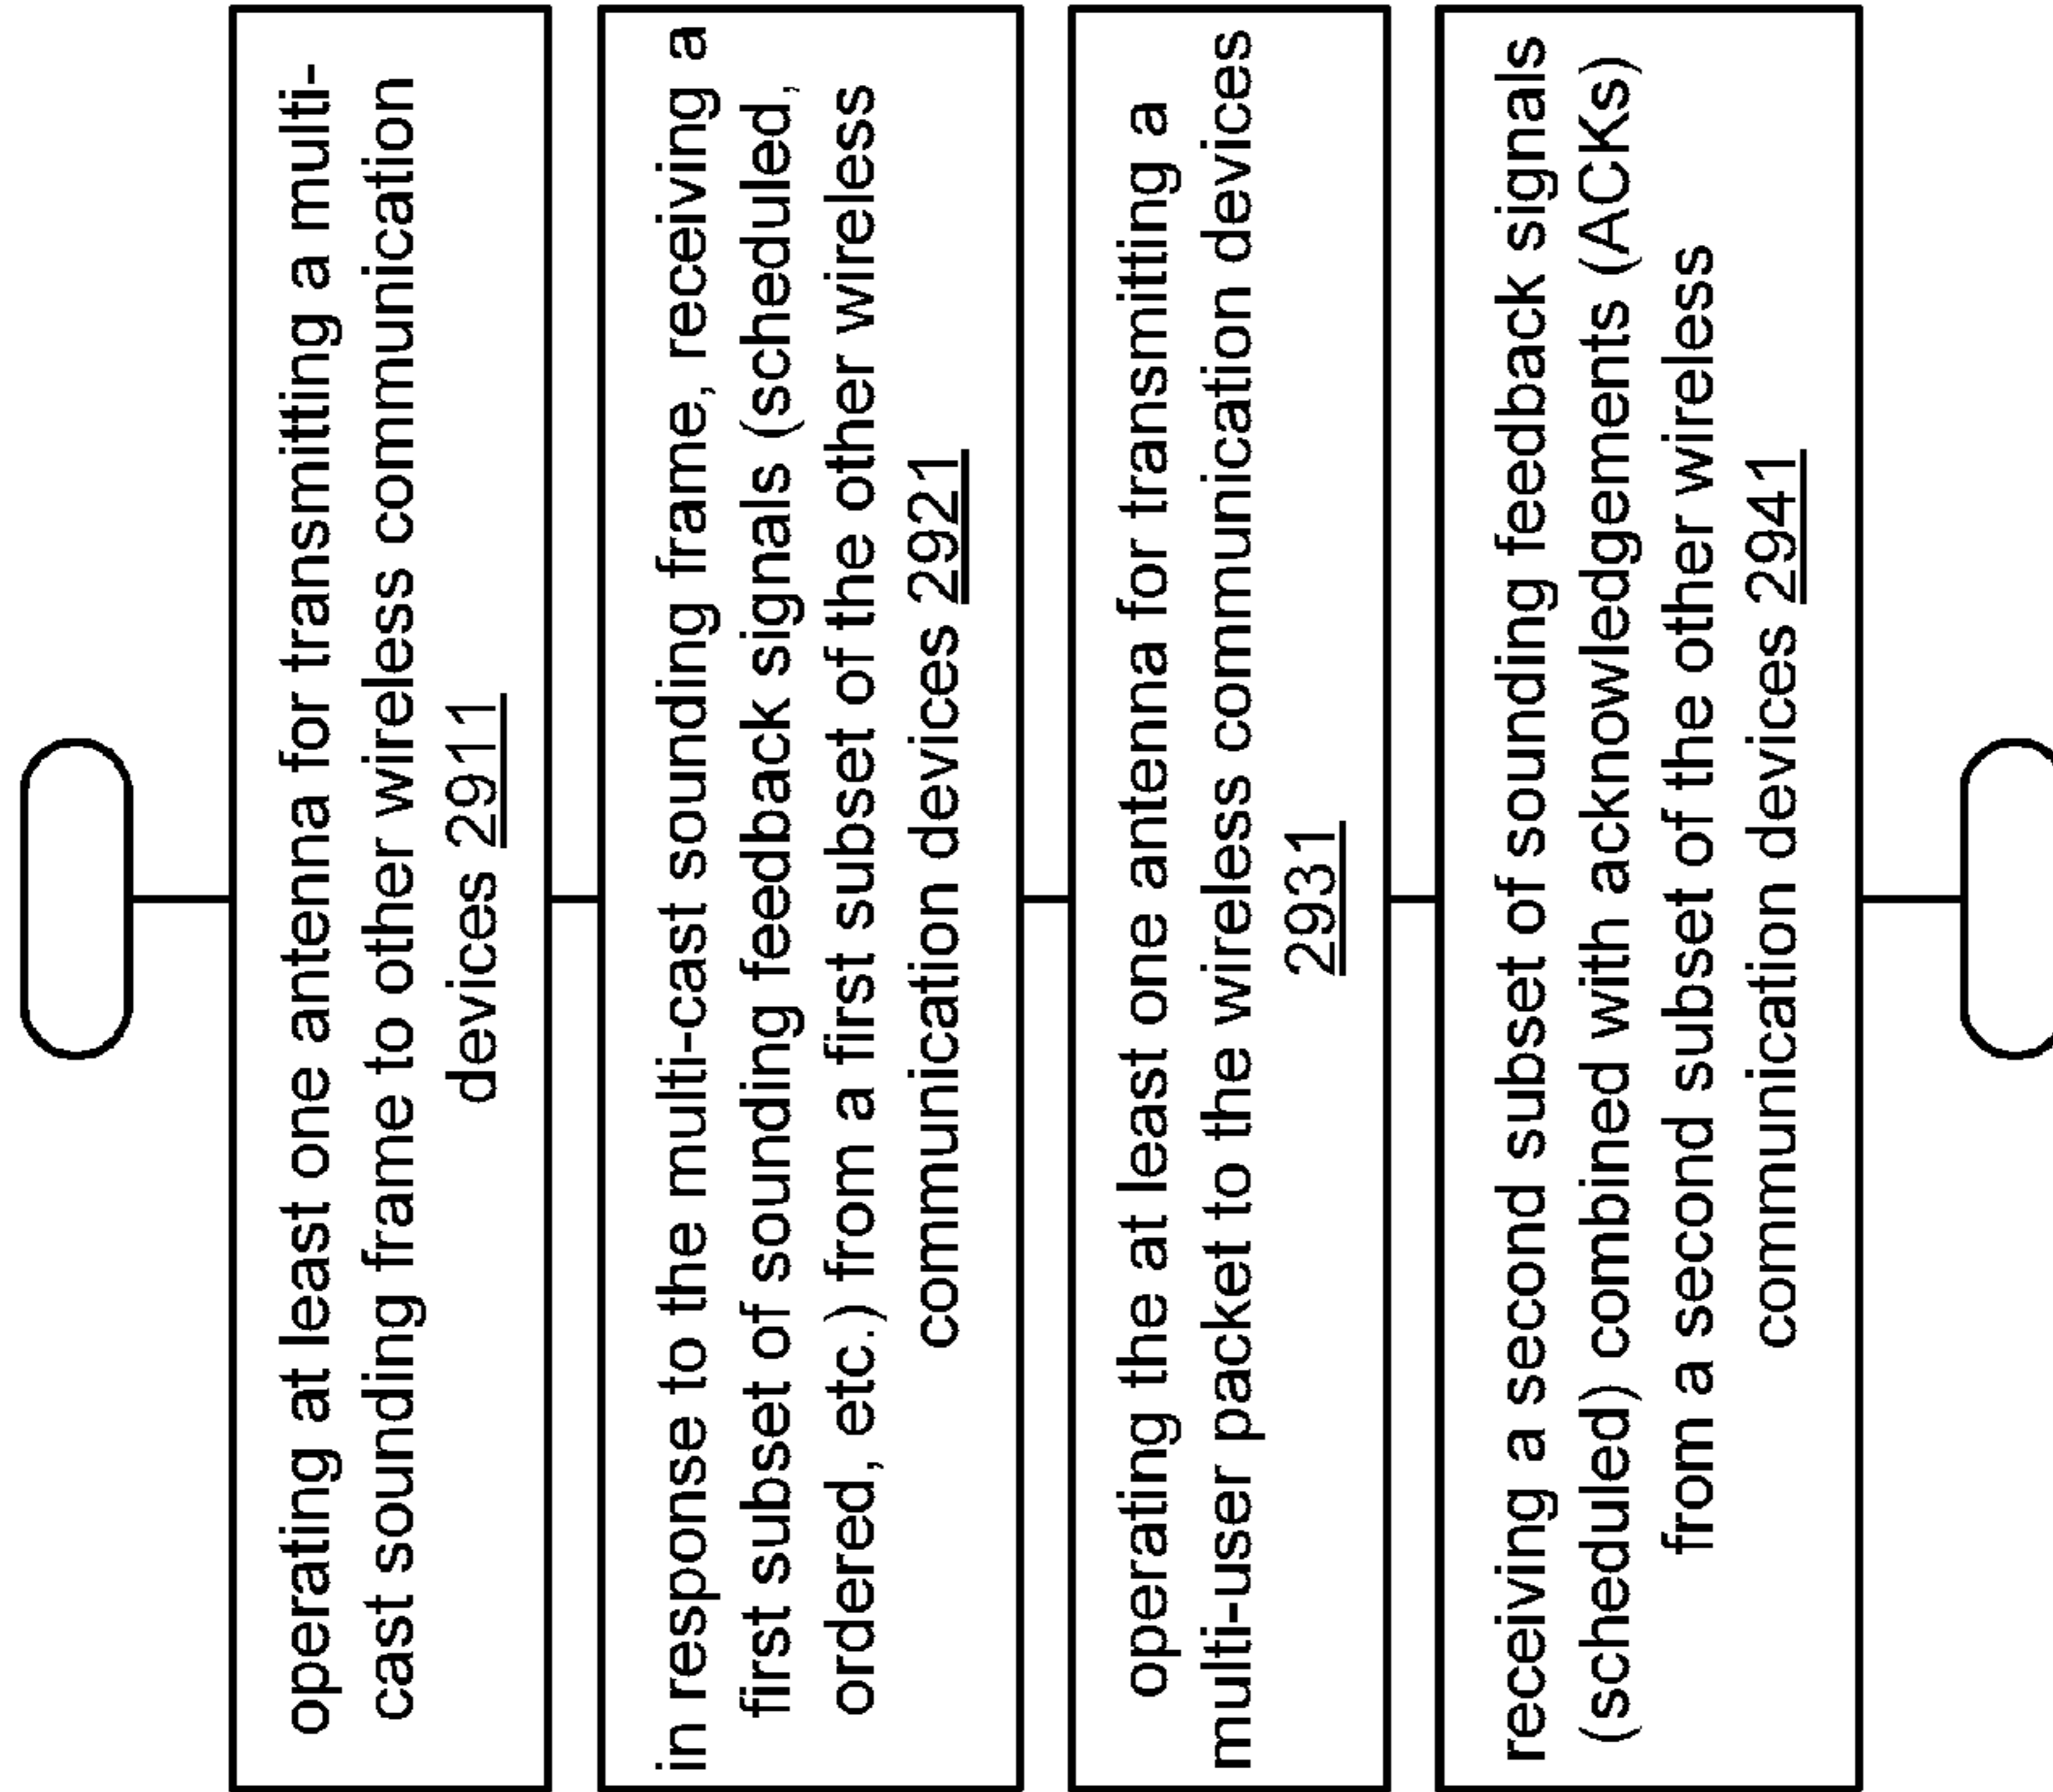 operating at least one antenna for transmitting a multi-
cast sounding frame to other wireless communication
devices 2911
in response to the multi-cast sounding frame, receiving a
first subset of sounding feedback signals (scheduled,
ordered, etc.) from a first subset of the other wireless
communication devices 2921
operating the at least one antenna for transmitting a
multi-user packet to the wireless communication devices
2931
receiving a second subset of sounding feedback signals
(scheduled) combined with acknowledgements (ACKs)
from a second subset of the other wireless
communication devices 2941